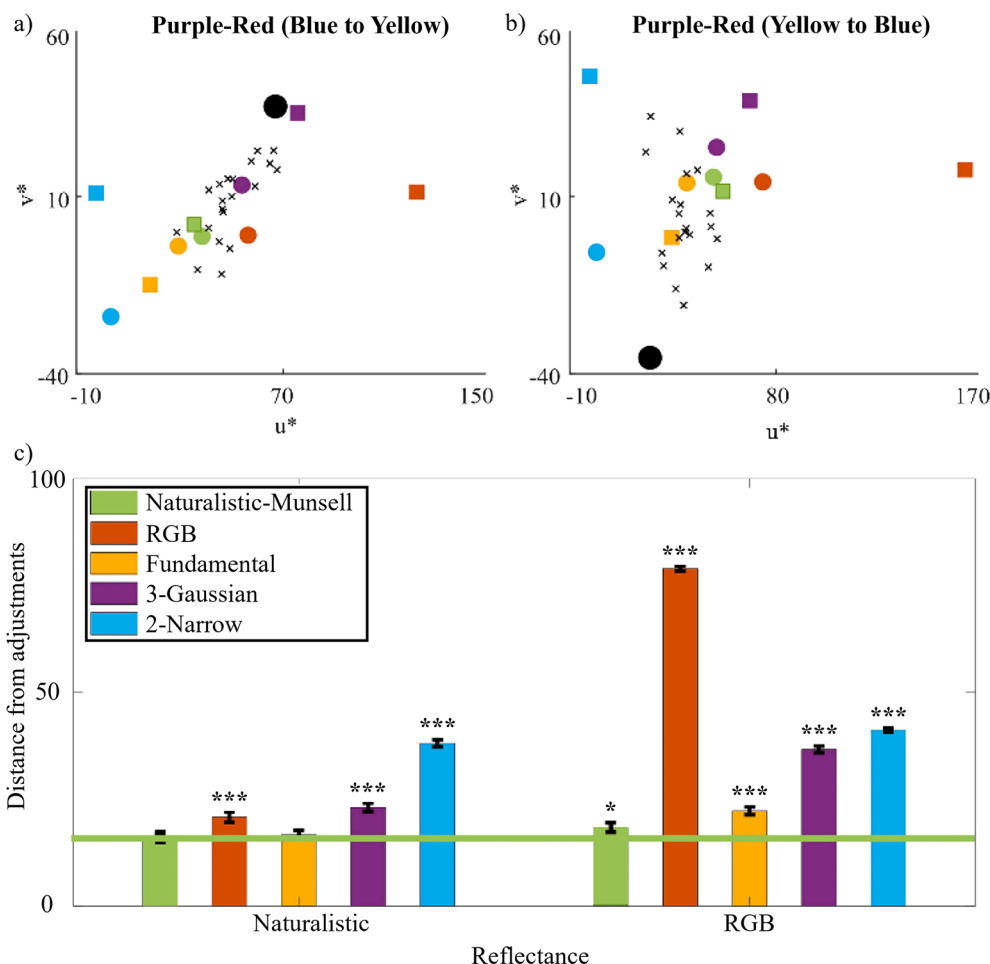 a)
Purple-Red (Blue to Yellow)
60
10
-40
v*
-10
70
150
u*
b)
Purple-Red (Yellow to Blue)
60
10
-40
v*
-10
80
170
u*
c)
100
50
0
Distance from adjustments
Naturalistic-Munsell
RGB
Fundamental
3-Gaussian
2-Narrow
***
***
***
*
***
***
***
***
Naturalistic
RGB
Reflectance